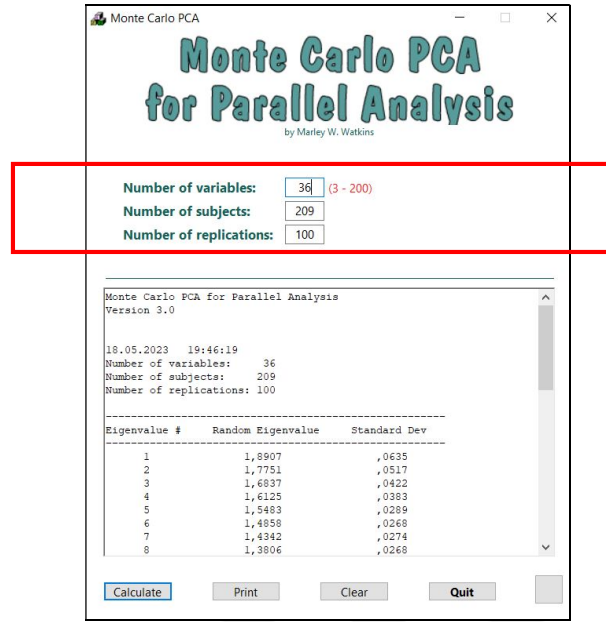 Monte Carlo PCA
Monte Carlo PCA
for Parallel Analysis
by Marley W. Watkins
Number of variables: 36 (3 - 200)
Number of subjects: 209
Number of replications: 100
Monte Carlo PCA for Parallel Analysis
Version 3.0
18.05.2023 19:46:19
Number of variables: 36
Number of subjects: 209
Number of replications: 100
Eigenvalue # Random Eigenvalue Standard Dev
1 1,8907 ,0635
2 1,7751 ,0517
3 1,6837 ,0422
4 1,6125 ,0383
5 1,5483 ,0289
6 1,4858 ,0268
7 1,4342 ,0274
8 1,3806 ,0268
Calculate Print Clear Quit